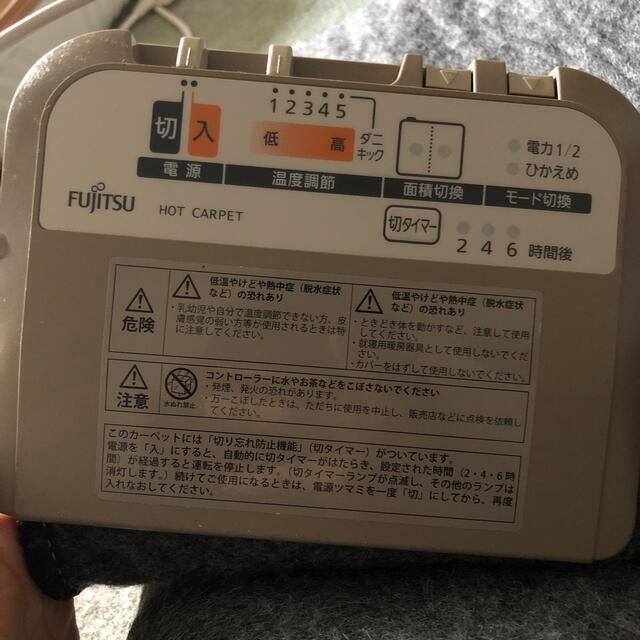 12345
切 入
低 高
ダニ
キック
電力1/2
ひかえめ
電源 温度調節 面積切換 モード切換
FUJITSU HOT CARPET
切タイマー
2 4 6 時間後
危険
低温やけどや熱中症（脱水症状
など）の恐れあり
・乳幼児や自分で温度調節できない方、皮
膚感覚の弱い方等が使用されるときは特
に注意してください。
低温やけどや熱中症（脱水症状
など）の恐れあり
・ときどき体を動かすなど、注意して使用
してください。
・就寝用暖房器具として使用しないでくだ
さい。
・カバーをはずして使用しないでください。
注意
水ぬれ禁止
コントローラーに水やお茶などをこぼさないでください
・発煙、発火の恐れがあります。
・万一こぼしたときは、ただちに使用を中止し、販売店などに点検を依頼し
てください。
このカーペットには「切り忘れ防止機能」（切タイマー）がついています。
電源を「入」にすると、自動的に切タイマーがはたらき、設定された時間（2・4・6時
間）が経過すると運転を停止します。（切タイマーランプが点滅し、その他のランプは
消灯します。）続けてご使用になるときは、電源ツマミを一度「切」にしてから、再度
入れなおしてください。